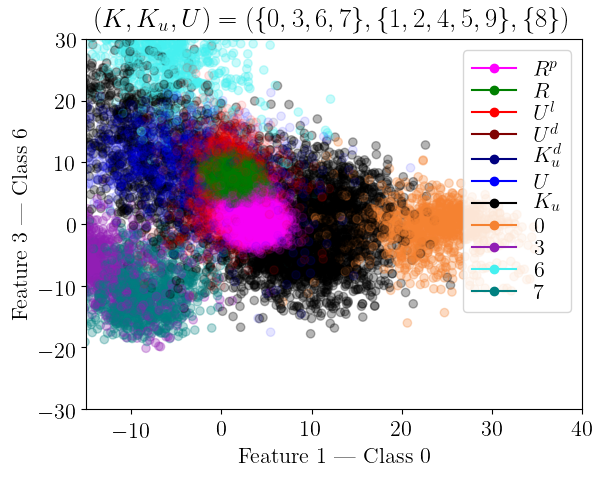 (K, K_u, U) = ({0, 3, 6, 7}, {1, 2, 4, 5, 9}, {8})
30
20
10
0
−10
−20
−30
Feature 3 — Class 6
R^p
R
U^l
U^d
K_u^d
U
K_u
0
3
6
7
−10
0
10
20
30
40
Feature 1 — Class 0